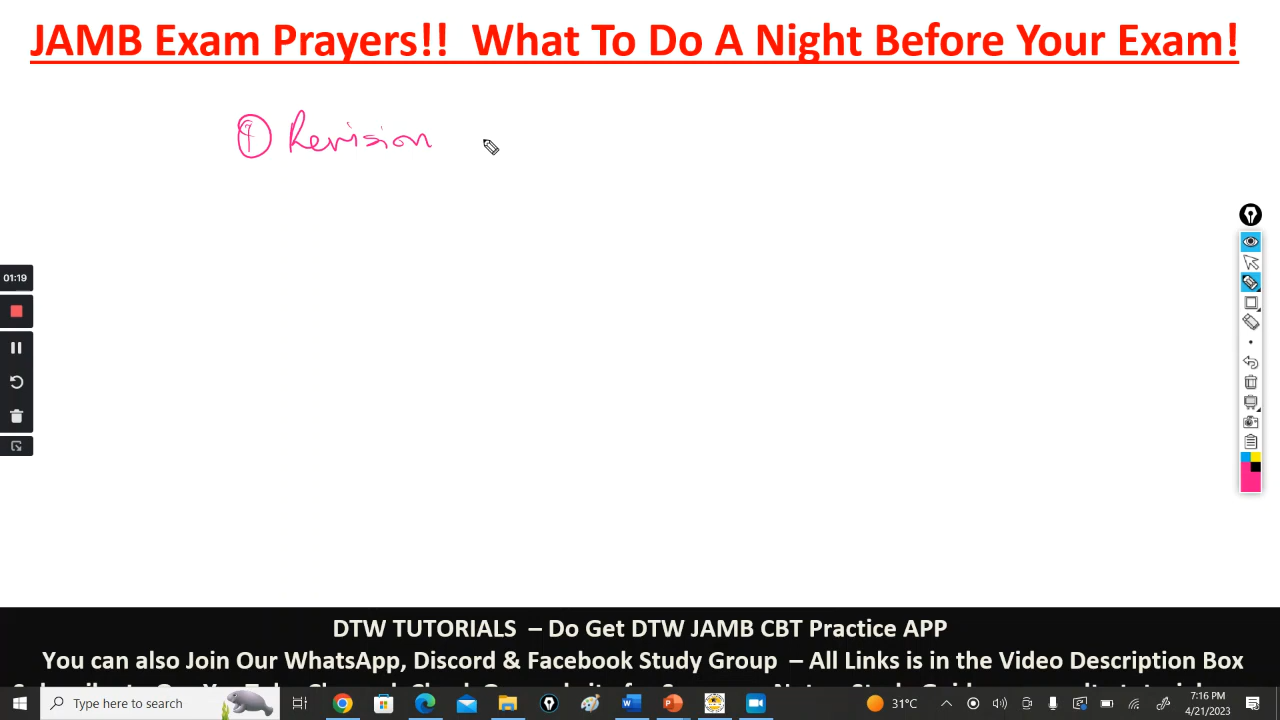 JAMB Exam Prayers!! What To Do A Night Before Your Exam!
Revision
01:19
DTW TUTORIALS – Do Get DTW JAMB CBT Practice APP
You can also Join Our WhatsApp, Discord & Facebook Study Group – All Links is in the Video Description Box
Type here to search
31°C
7:16 PM
4/21/2023